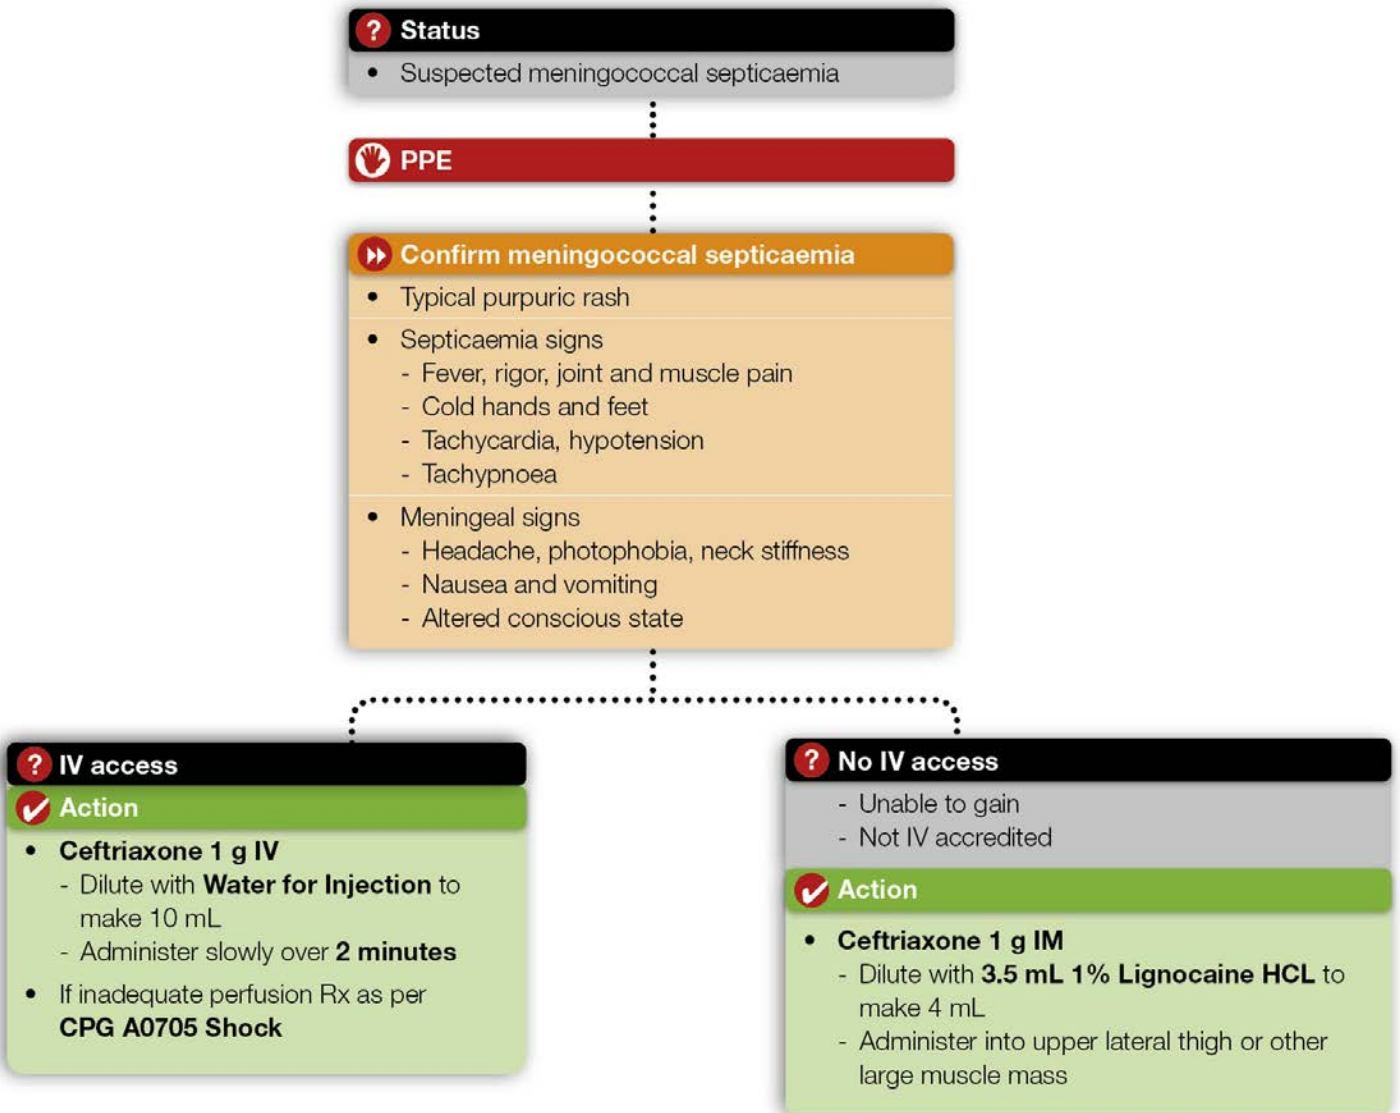 ? Status
• Suspected meningococcal septicaemia
PPE
Confirm meningococcal septicaemia
• Typical purpuric rash
• Septicaemia signs
- Fever, rigor, joint and muscle pain
- Cold hands and feet
- Tachycardia, hypotension
- Tachypnoea
• Meningeal signs
- Headache, photophobia, neck stiffness
- Nausea and vomiting
- Altered conscious state
? IV access
Action
• Ceftriaxone 1 g IV
- Dilute with Water for Injection to
make 10 mL
- Administer slowly over 2 minutes
• If inadequate perfusion Rx as per
CPG A0705 Shock
? No IV access
- Unable to gain
- Not IV accredited
Action
• Ceftriaxone 1 g IM
- Dilute with 3.5 mL 1% Lignocaine HCL to
make 4 mL
- Administer into upper lateral thigh or other
large muscle mass